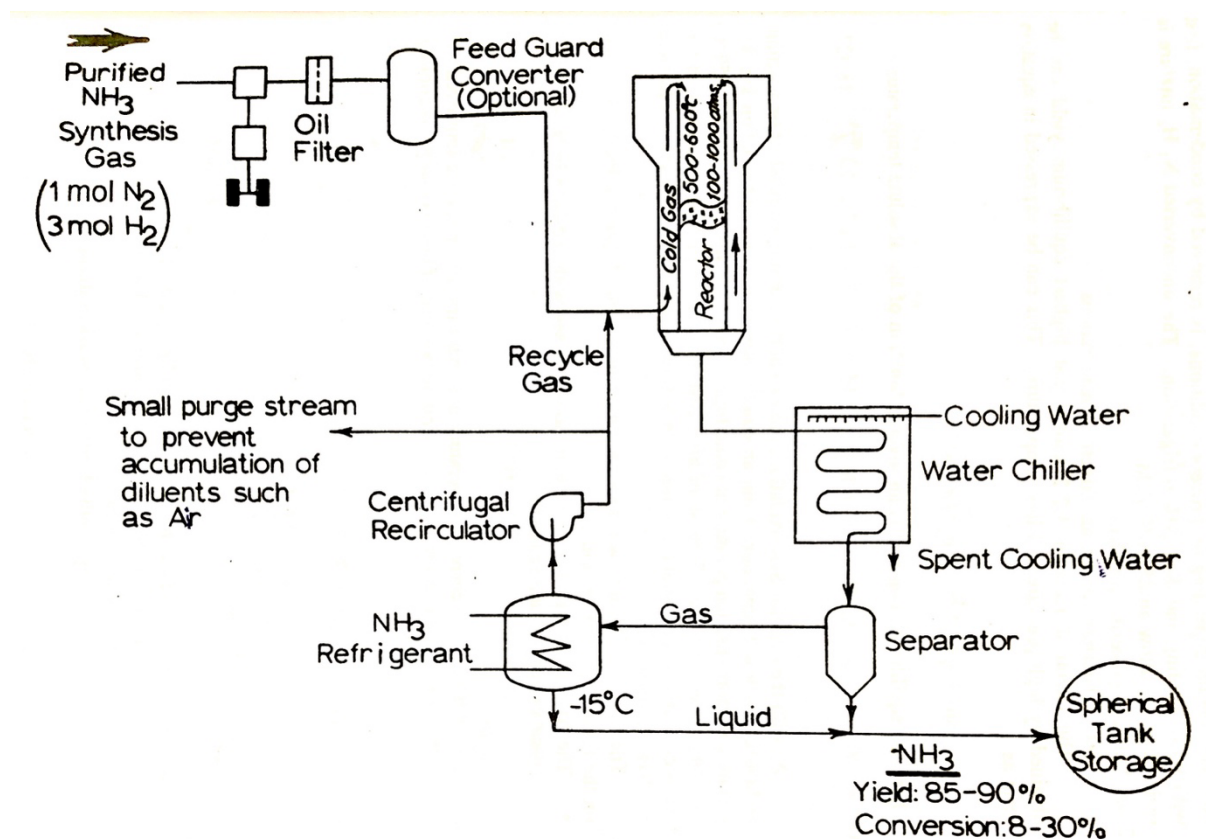 Purified
NH3
Synthesis
Gas
(1 mol N2
3 mol H2)
Oil
Filter
Feed Guard
Converter
(Optional)
Cold Gas
500-600°C
100-1000 atms
Reactor
Recycle
Gas
Small purge stream
to prevent
accumulation of
diluents such
as Air
Centrifugal
Recirculator
Cooling Water
Water Chiller
Spent Cooling Water
NH3
Refrigerant
Gas
Separator
-15°C
Liquid
Spherical
Tank
Storage
NH3
Yield: 85-90%
Conversion: 8-30%